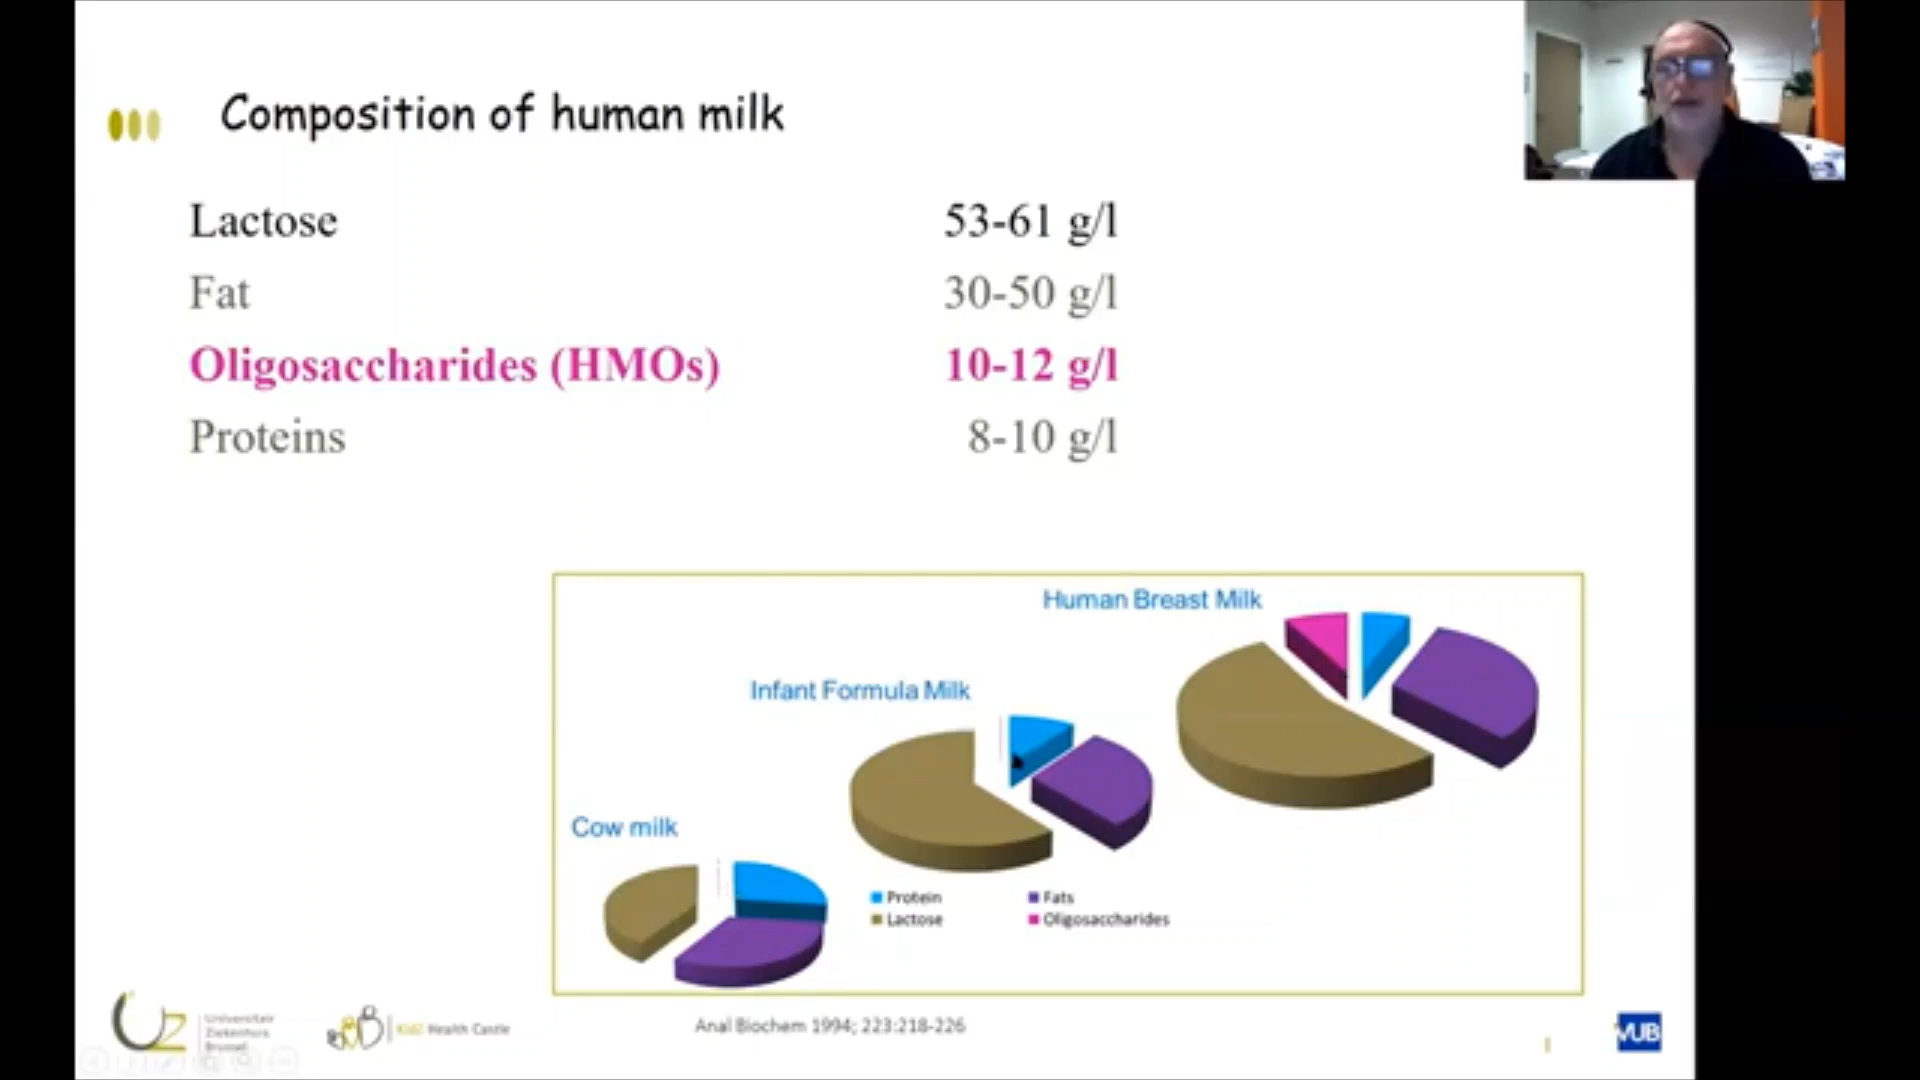 Composition of human milk
Lactose 53-61 g/l
Fat 30-50 g/l
Oligosaccharides (HMOs) 10-12 g/l
Proteins 8-10 g/l
Human Breast Milk
Infant Formula Milk
Cow milk
Protein Fats
Lactose Oligosaccharides
UZ
Universitair
Ziekenhuis
Brussel
KidZ Health Castle
Anal Biochem 1994; 223:218-226
VUB